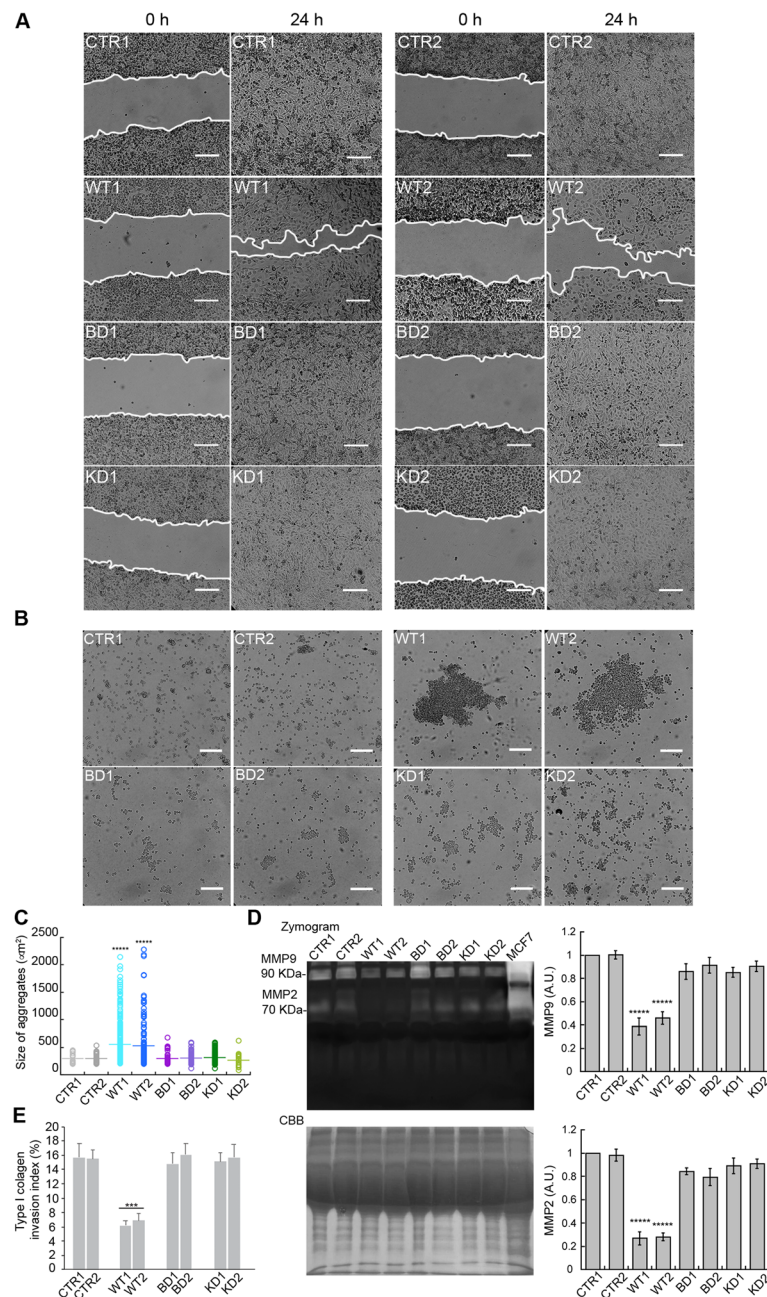 A
0 h 24 h 0 h 24 h
CTR1 CTR1 CTR2 CTR2
WT1 WT1 WT2 WT2
BD1 BD1 BD2 BD2
KD1 KD1 KD2 KD2
B
CTR1 CTR2 WT1 WT2
BD1 BD2 KD1 KD2
C
Size of aggregates (∝m²)
2500
2000
1500
1000
500
0
***** *****
CTR1 CTR2 WT1 WT2 BD1 BD2 KD1 KD2
D
Zymogram
CTR1 CTR2 WT1 WT2 BD1 BD2 KD1 KD2 MCF7
MMP9
90 KDa-
MMP2
70 KDa-
CBB
MMP9 (A.U.)
1.2
1
0.8
0.6
0.4
0.2
0
***** *****
CTR1 CTR2 WT1 WT2 BD1 BD2 KD1 KD2
MMP2 (A.U.)
1.2
1
0.8
0.6
0.4
0.2
0
***** *****
CTR1 CTR2 WT1 WT2 BD1 BD2 KD1 KD2
E
Type I collagen
invasion index (%)
20
18
16
14
12
10
8
6
4
2
0
***
CTR1 CTR2 WT1 WT2 BD1 BD2 KD1 KD2